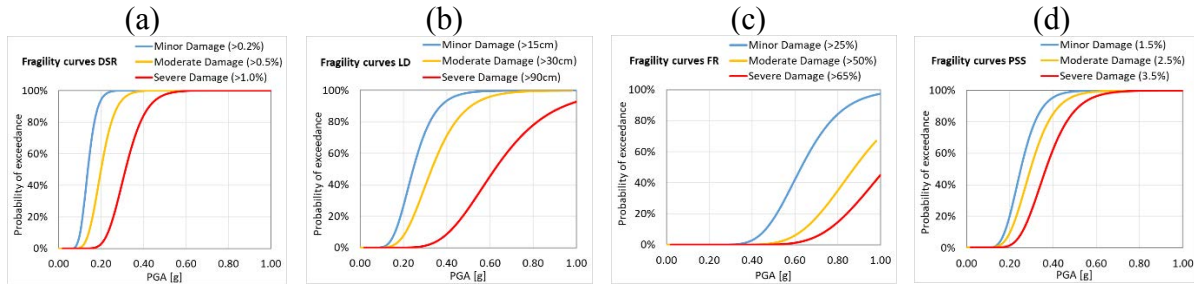 (a)
Fragility curves DSR
Minor Damage (>0.2%)
Moderate Damage (>0.5%)
Severe Damage (>1.0%)
Probability of exceedance
100%
80%
60%
40%
20%
0%
0.00 0.20 0.40 0.60 0.80 1.00
PGA [g]
(b)
Fragility curves LD
Minor Damage (>15cm)
Moderate Damage (>30cm)
Severe Damage (>90cm)
Probability of exceedance
100%
80%
60%
40%
20%
0%
0.00 0.20 0.40 0.60 0.80 1.00
PGA [g]
(c)
Fragility curves FR
Minor Damage (>25%)
Moderate Damage (>50%)
Severe Damage (>65%)
Probability of exceedance
100%
80%
60%
40%
20%
0%
0.00 0.20 0.40 0.60 0.80 1.00
PGA [g]
(d)
Fragility curves PSS
Minor Damage (1.5%)
Moderate Damage (2.5%)
Severe Damage (3.5%)
Probability of exceedance
100%
80%
60%
40%
20%
0%
0.00 0.20 0.40 0.60 0.80 1.00
PGA [g]